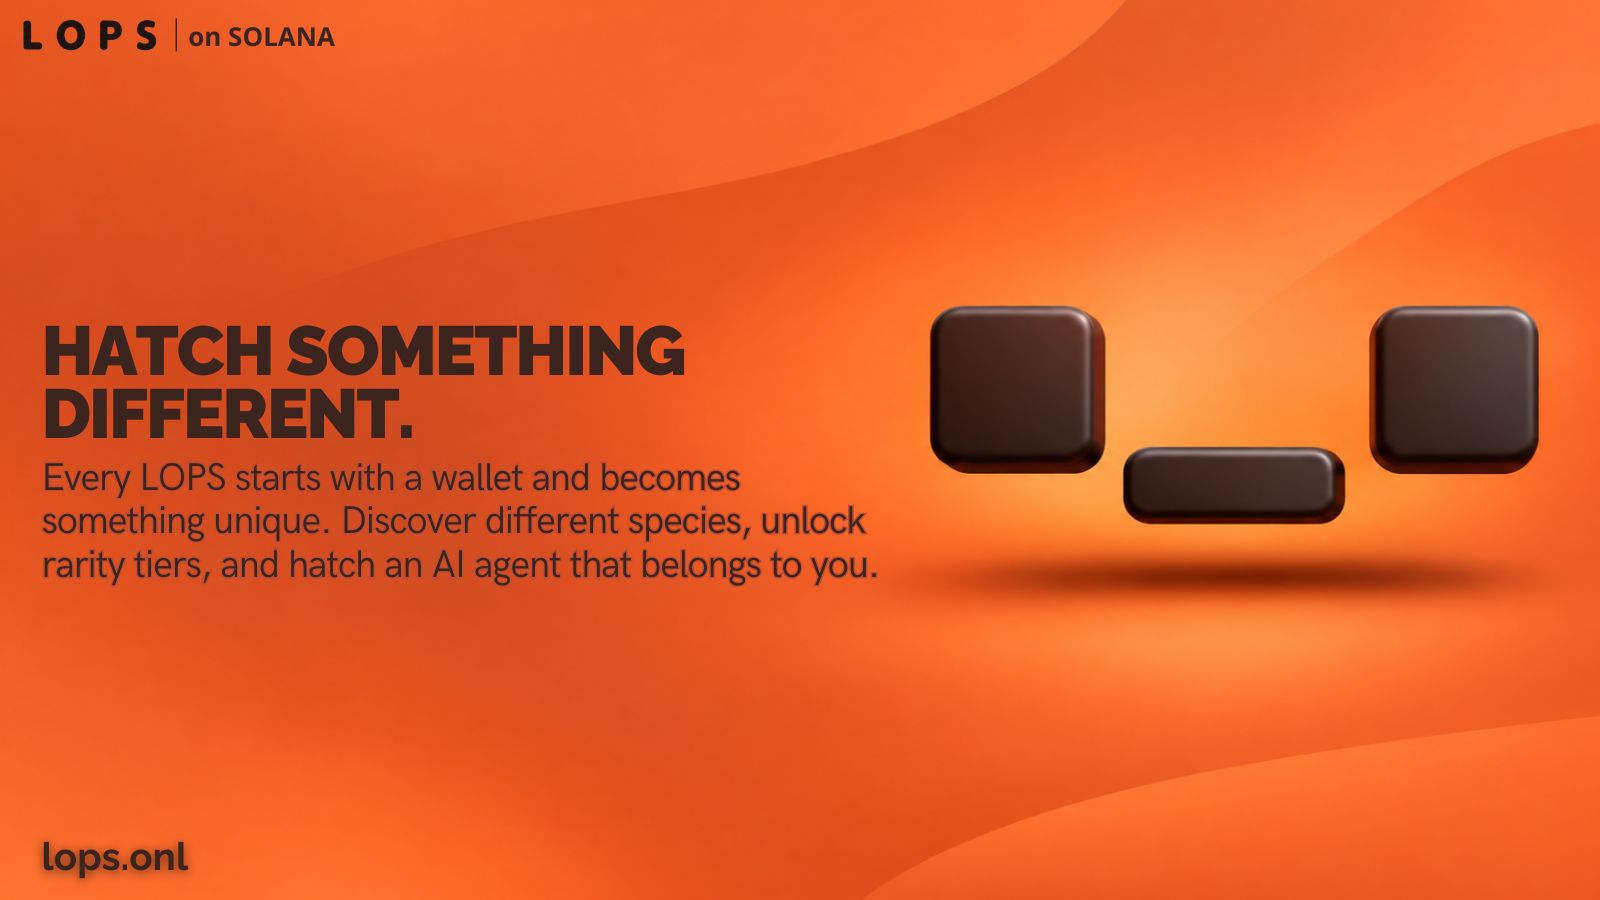 LOPS | on SOLANA
HATCH SOMETHING
DIFFERENT.
Every LOPS starts with a wallet and becomes
something unique. Discover different species, unlock
rarity tiers, and hatch an AI agent that belongs to you.
lops.onl